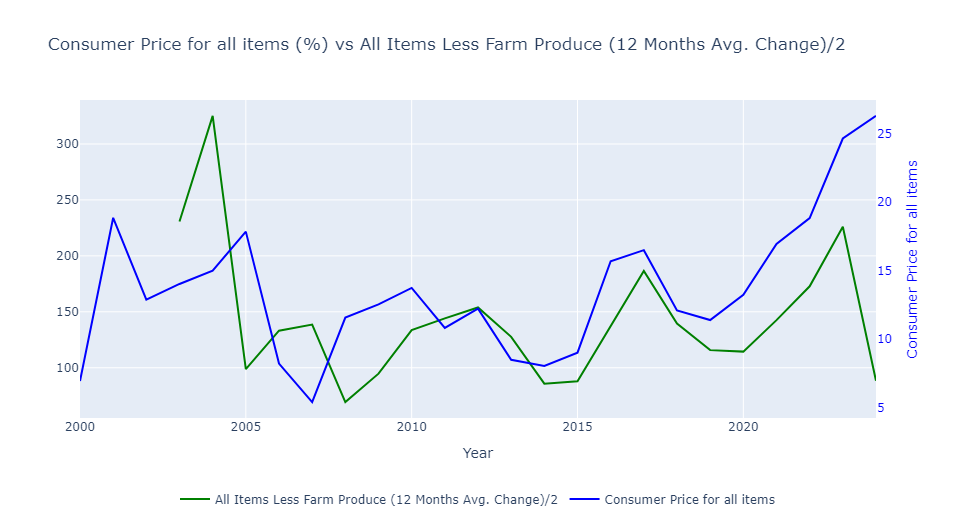 Consumer Price for all items (%) vs All Items Less Farm Produce (12 Months Avg. Change)/2
300
250
200
150
100
25
20
15
10
5
Consumer Price for all items
2000 2005 2010 2015 2020
Year
All Items Less Farm Produce (12 Months Avg. Change)/2 Consumer Price for all items